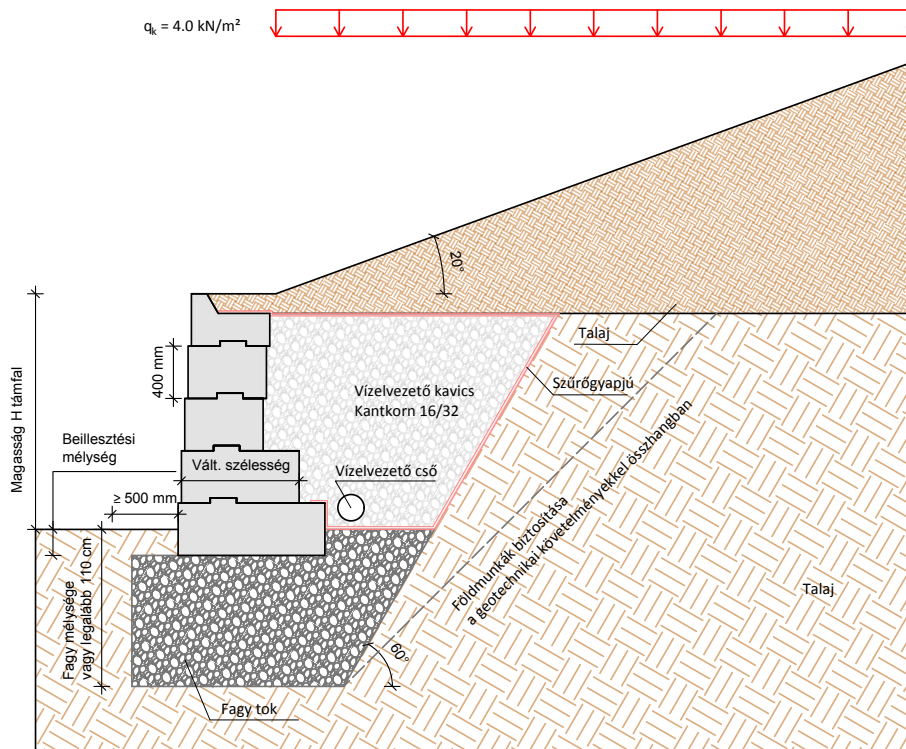 qk = 4.0 kN/m²
20°
Magasság H támfal
400 mm
Talaj
Szűrőgyapjú
Vízelvezető kavics
Kantkorn 16/32
Beillesztési
mélység
Vált. szélesség
Vízelvezető cső
≥ 500 mm
Földmunkák biztosítása
a geotechnikai követelményekkel összhangban
Talaj
Fagy mélysége
vagy legalább 110 cm
60°
Fagy tok